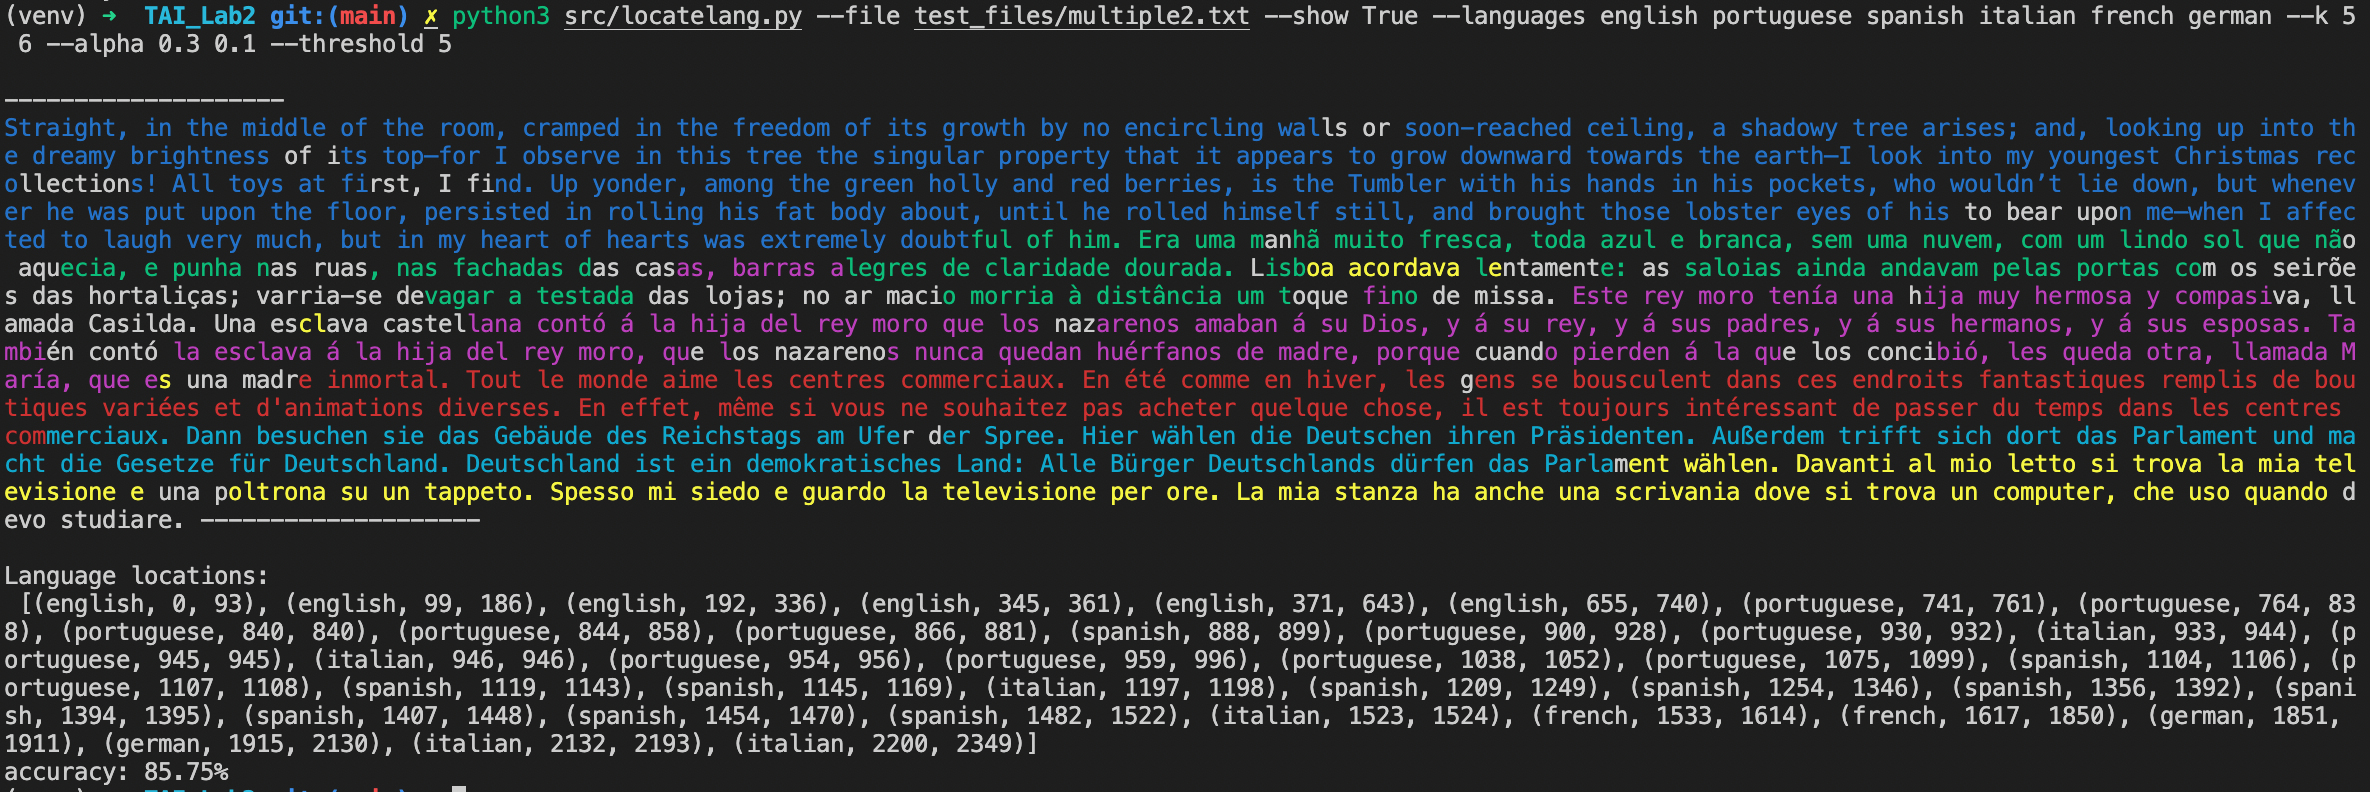 (venv) ➜  TAI_Lab2 git:(main) ✗ python3 src/locatelang.py --file test_files/multiple2.txt --show True --languages english portuguese spanish italian french german --k 5
 6 --alpha 0.3 0.1 --threshold 5
--------------------
Straight, in the middle of the room, cramped in the freedom of its growth by no encircling walls or soon-reached ceiling, a shadowy tree arises; and, looking up into th
e dreamy brightness of its top—for I observe in this tree the singular property that it appears to grow downward towards the earth—I look into my youngest Christmas rec
ollections! All toys at first, I find. Up yonder, among the green holly and red berries, is the Tumbler with his hands in his pockets, who wouldn’t lie down, but whenev
er he was put upon the floor, persisted in rolling his fat body about, until he rolled himself still, and brought those lobster eyes of his to bear upon me—when I affec
ted to laugh very much, but in my heart of hearts was extremely doubtful of him. Era uma manhã muito fresca, toda azul e branca, sem uma nuvem, com um lindo sol que não
 aquecia, e punha nas ruas, nas fachadas das casas, barras alegres de claridade dourada. Lisboa acordava lentamente: as saloias ainda andavam pelas portas com os seirõe
s das hortaliças; varria-se devagar a testada das lojas; no ar macio morria à distância um toque fino de missa. Este rey moro tenía una hija muy hermosa y compasiva, ll
amada Casilda. Una esclava castellana contó á la hija del rey moro que los nazarenos amaban á su Dios, y á su rey, y á sus padres, y á sus hermanos, y á sus esposas. Ta
mbién contó la esclava á la hija del rey moro, que los nazarenos nunca quedan huérfanos de madre, porque cuando pierden á la que los concibió, les queda otra, llamada M
aría, que es una madre inmortal. Tout le monde aime les centres commerciaux. En été comme en hiver, les gens se bousculent dans ces endroits fantastiques remplis de bou
tiques variées et d'animations diverses. En effet, même si vous ne souhaitez pas acheter quelque chose, il est toujours intéressant de passer du temps dans les centres
commerciaux. Dann besuchen sie das Gebäude des Reichstags am Ufer der Spree. Hier wählen die Deutschen ihren Präsidenten. Außerdem trifft sich dort das Parlament und ma
cht die Gesetze für Deutschland. Deutschland ist ein demokratisches Land: Alle Bürger Deutschlands dürfen das Parlament wählen. Davanti al mio letto si trova la mia tel
evisione e una poltrona su un tappeto. Spesso mi siedo e guardo la televisione per ore. La mia stanza ha anche una scrivania dove si trova un computer, che uso quando d
evo studiare. --------------------
Language locations:
 [(english, 0, 93), (english, 99, 186), (english, 192, 336), (english, 345, 361), (english, 371, 643), (english, 655, 740), (portuguese, 741, 761), (portuguese, 764, 83
8), (portuguese, 840, 840), (portuguese, 844, 858), (portuguese, 866, 881), (spanish, 888, 899), (portuguese, 900, 928), (portuguese, 930, 932), (italian, 933, 944), (p
ortuguese, 945, 945), (italian, 946, 946), (portuguese, 954, 956), (portuguese, 959, 996), (portuguese, 1038, 1052), (portuguese, 1075, 1099), (spanish, 1104, 1106), (p
ortuguese, 1107, 1108), (spanish, 1119, 1143), (spanish, 1145, 1169), (italian, 1197, 1198), (spanish, 1209, 1249), (spanish, 1254, 1346), (spanish, 1356, 1392), (spani
sh, 1394, 1395), (spanish, 1407, 1448), (spanish, 1454, 1470), (spanish, 1482, 1522), (italian, 1523, 1524), (french, 1533, 1614), (french, 1617, 1850), (german, 1851,
1911), (german, 1915, 2130), (italian, 2132, 2193), (italian, 2200, 2349)]
accuracy: 85.75%